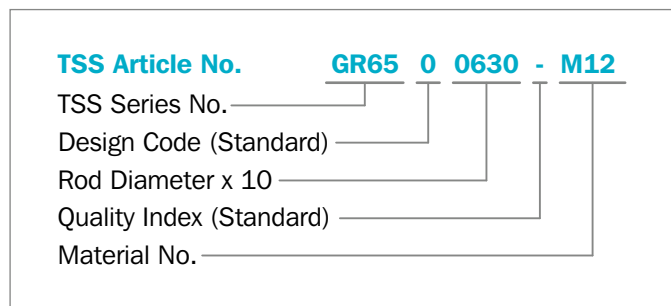 TSS Article No. GR65 0 0630 - M12
TSS Series No.
Design Code (Standard)
Rod Diameter x 10
Quality Index (Standard)
Material No.